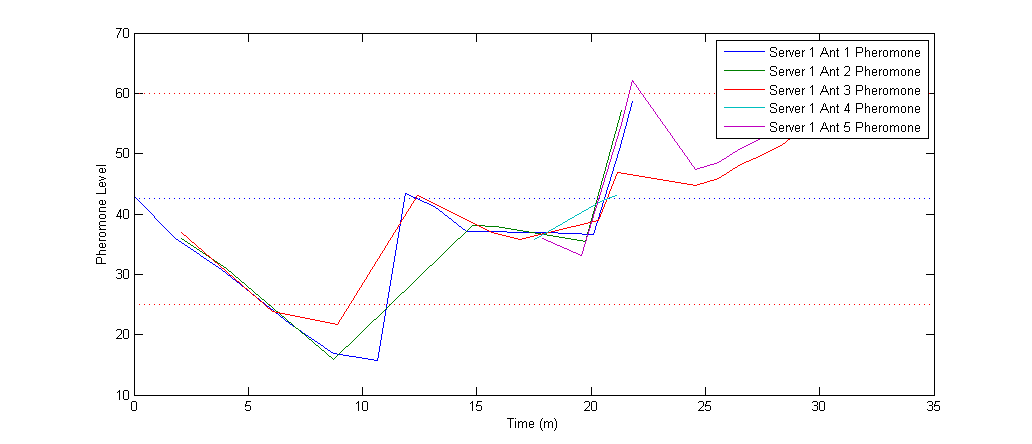 70
60
50
40
30
20
10
Pheromone Level
Server 1 Ant 1 Pheromone
Server 1 Ant 2 Pheromone
Server 1 Ant 3 Pheromone
Server 1 Ant 4 Pheromone
Server 1 Ant 5 Pheromone
0 5 10 15 20 25 30 35
Time (m)